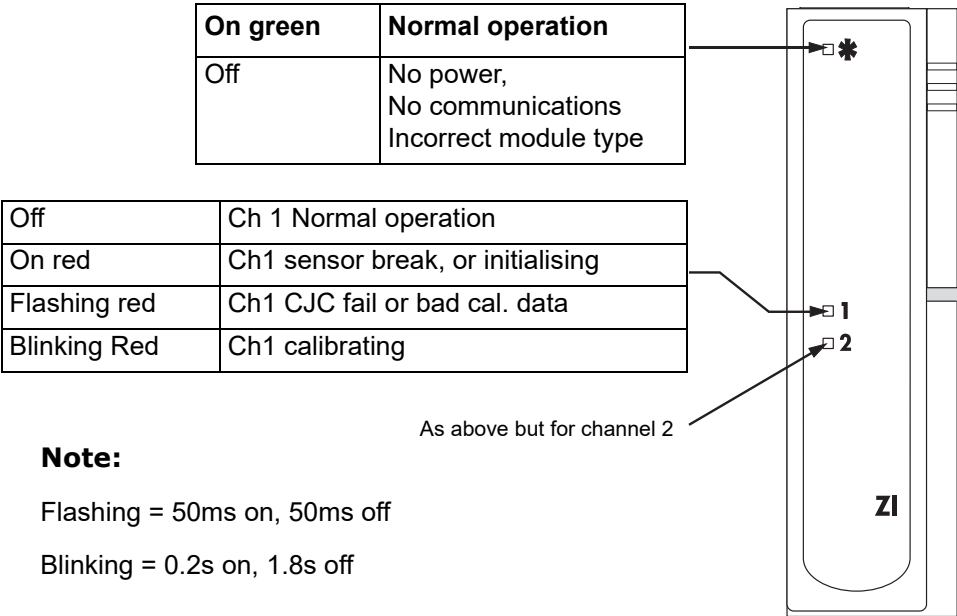 On green Normal operation
Off No power,
No communications
Incorrect module type
✱
Off Ch 1 Normal operation
On red Ch1 sensor break, or initialising
Flashing red Ch1 CJC fail or bad cal. data
Blinking Red Ch1 calibrating
1
2
As above but for channel 2
Note:
Flashing = 50ms on, 50ms off
Blinking = 0.2s on, 1.8s off
ZI